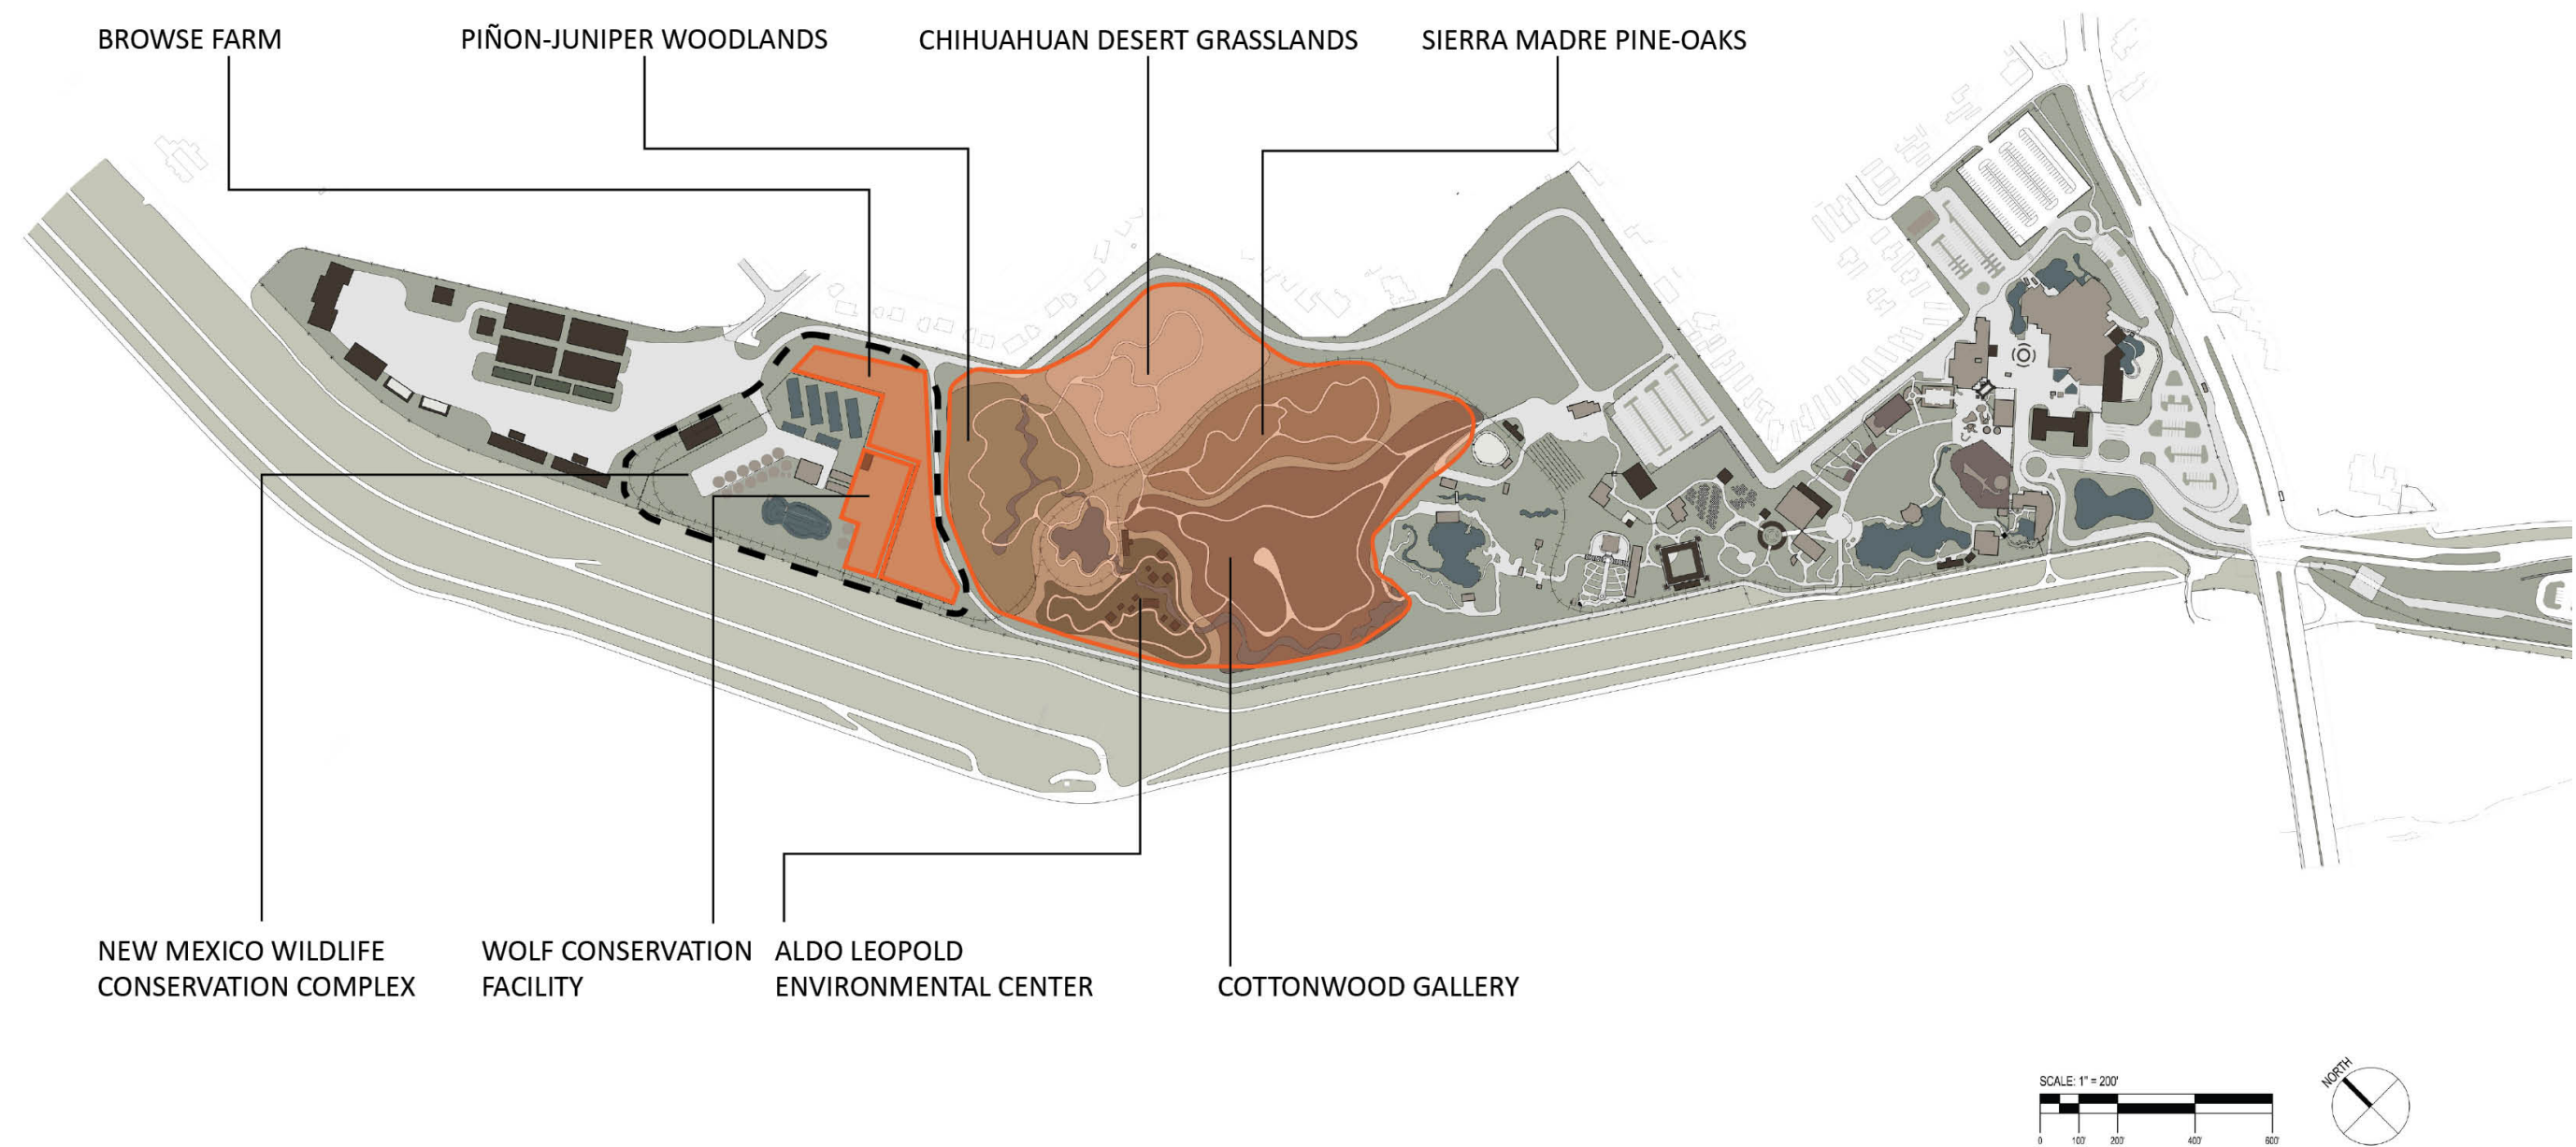 BROWSE FARM
PIÑON-JUNIPER WOODLANDS
CHIHUAHUAN DESERT GRASSLANDS
SIERRA MADRE PINE-OAKS
NEW MEXICO WILDLIFE
CONSERVATION COMPLEX
WOLF CONSERVATION
FACILITY
ALDO LEOPOLD
ENVIRONMENTAL CENTER
COTTONWOOD GALLERY
SCALE: 1" = 200'
0 100' 200' 400' 600'
NORTH